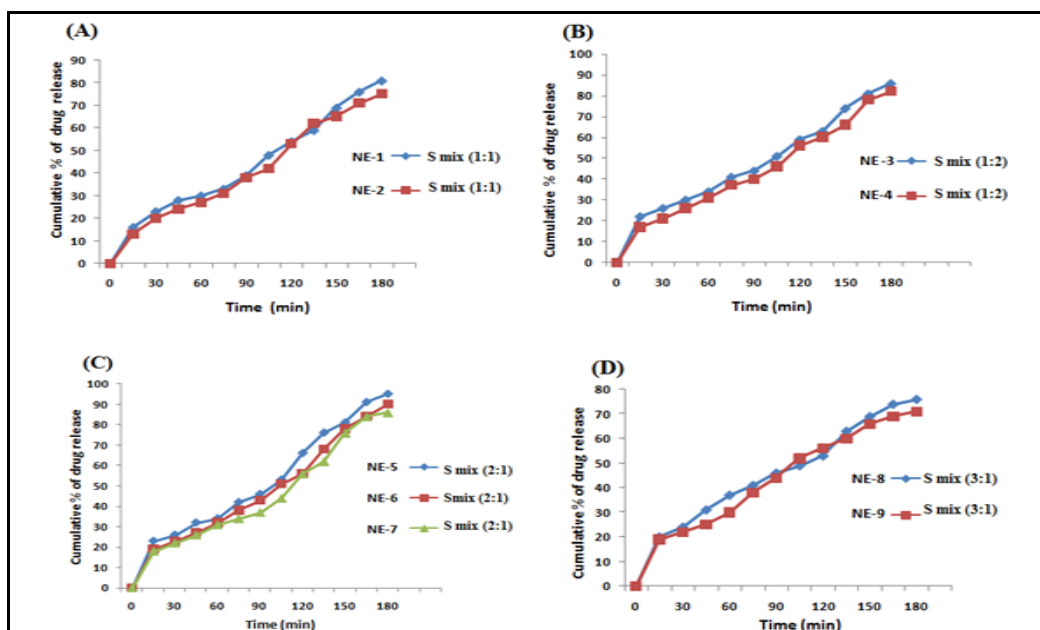 (A)
Cumulative % of drug release
90
80
70
60
50
40
30
20
10
0
NE-1 S mix (1:1)
NE-2 S mix (1:1)
0 30 60 90 120 150 180
Time (min)
(B)
Cumulative % of drug release
100
90
80
70
60
50
40
30
20
10
0
NE-3 S mix (1:2)
NE-4 S mix (1:2)
0 30 60 90 120 150 180
Time (min)
(C)
Cumulative % of drug release
100
90
80
70
60
50
40
30
20
10
0
NE-5 S mix (2:1)
NE-6 Smix (2:1)
NE-7 S mix (2:1)
0 30 60 90 120 150 180
Time (min)
(D)
Cumulative % of drug release
80
70
60
50
40
30
20
10
0
NE-8 S mix (3:1)
NE-9 S mix (3:1)
0 30 60 90 120 150 180
Time (min)